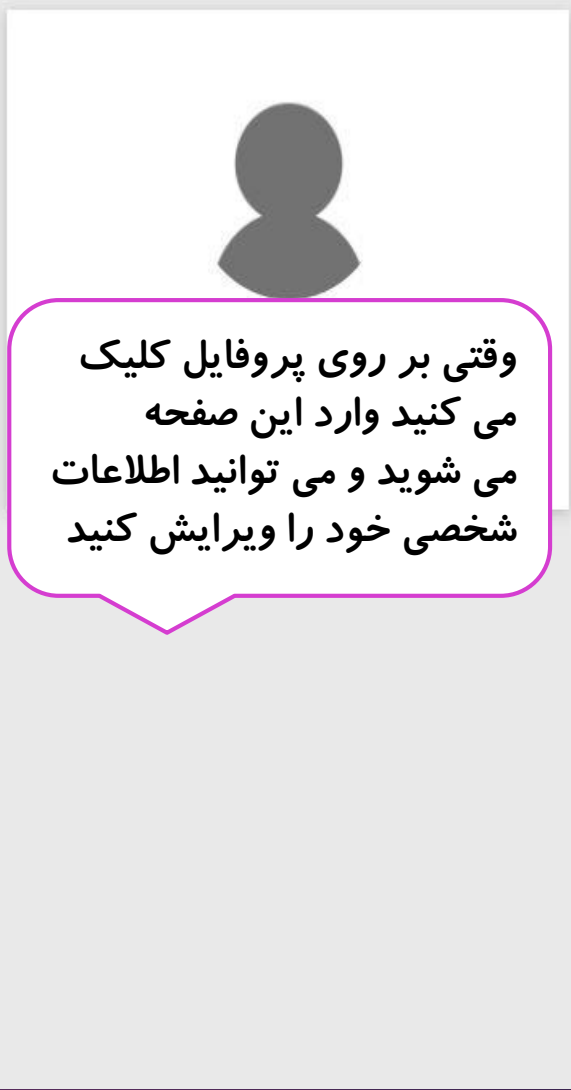 وقتی بر روی پروفایل کلیک
می کنید وارد این صفحه
می شوید و می توانید اطلاعات
شخصی خود را ویرایش کنید